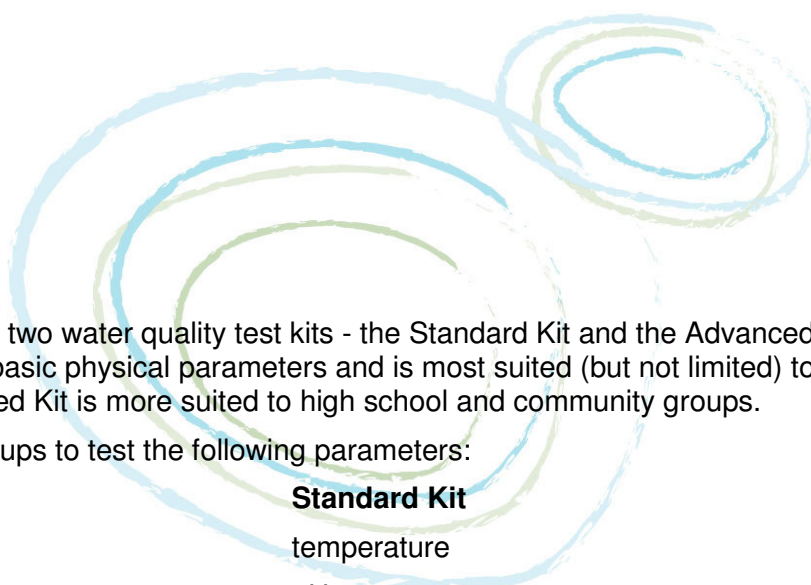 two water quality test kits - the Standard Kit and the Advanced
basic physical parameters and is most suited (but not limited) to
ed Kit is more suited to high school and community groups.
ups to test the following parameters:
Standard Kit
temperature